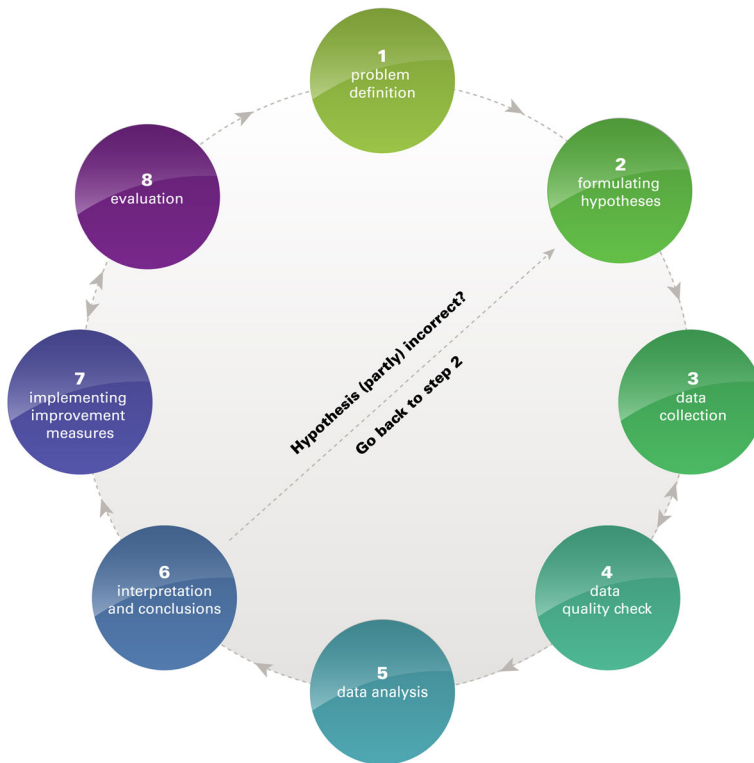 1
problem
definition
2
formulating
hypotheses
3
data
collection
4
data
quality check
5
data analysis
6
interpretation
and conclusions
7
implementing
improvement
measures
8
evaluation
Hypothesis (partly) incorrect?
Go back to step 2